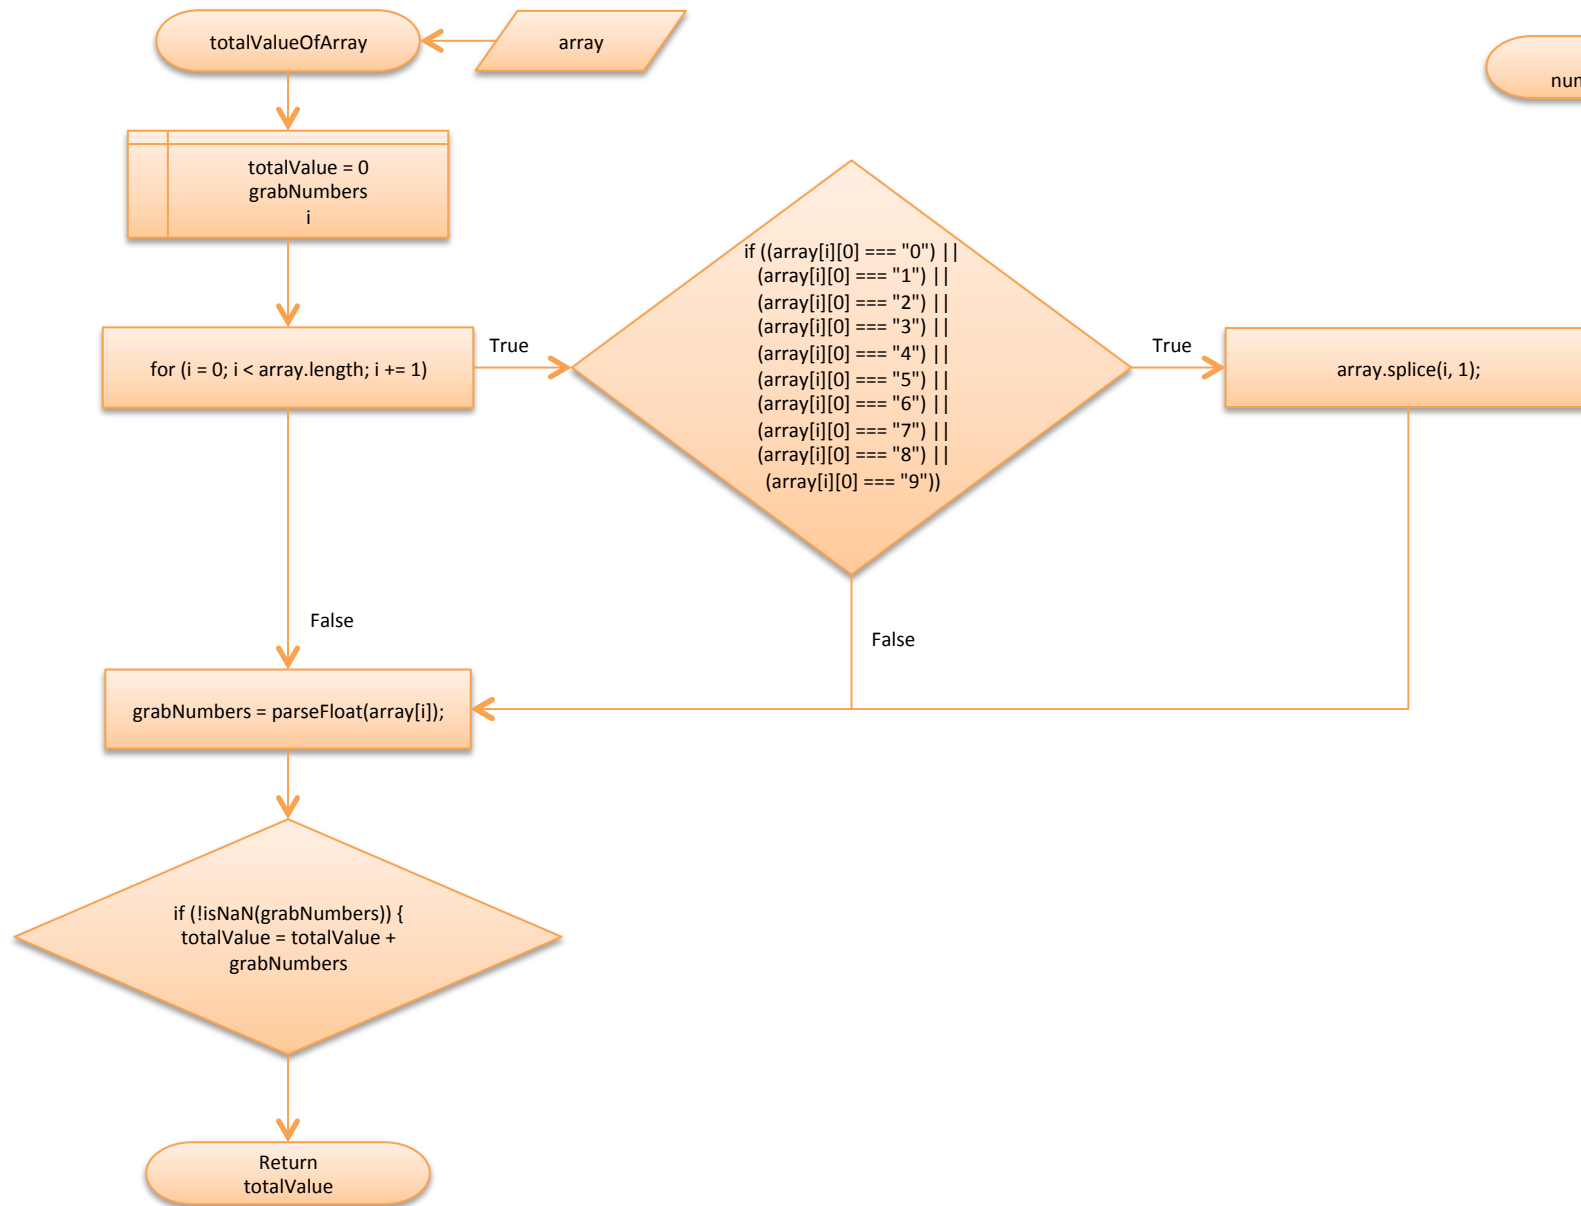 totalValueOfArray
array
totalValue = 0
grabNumbers
i
for (i = 0; i < array.length; i += 1)
True
if ((array[i][0] === "0") ||
(array[i][0] === "1") ||
(array[i][0] === "2") ||
(array[i][0] === "3") ||
(array[i][0] === "4") ||
(array[i][0] === "5") ||
(array[i][0] === "6") ||
(array[i][0] === "7") ||
(array[i][0] === "8") ||
(array[i][0] === "9"))
True
array.splice(i, 1);
False
False
grabNumbers = parseFloat(array[i]);
if (!isNaN(grabNumbers)) {
totalValue = totalValue +
grabNumbers
Return
totalValue